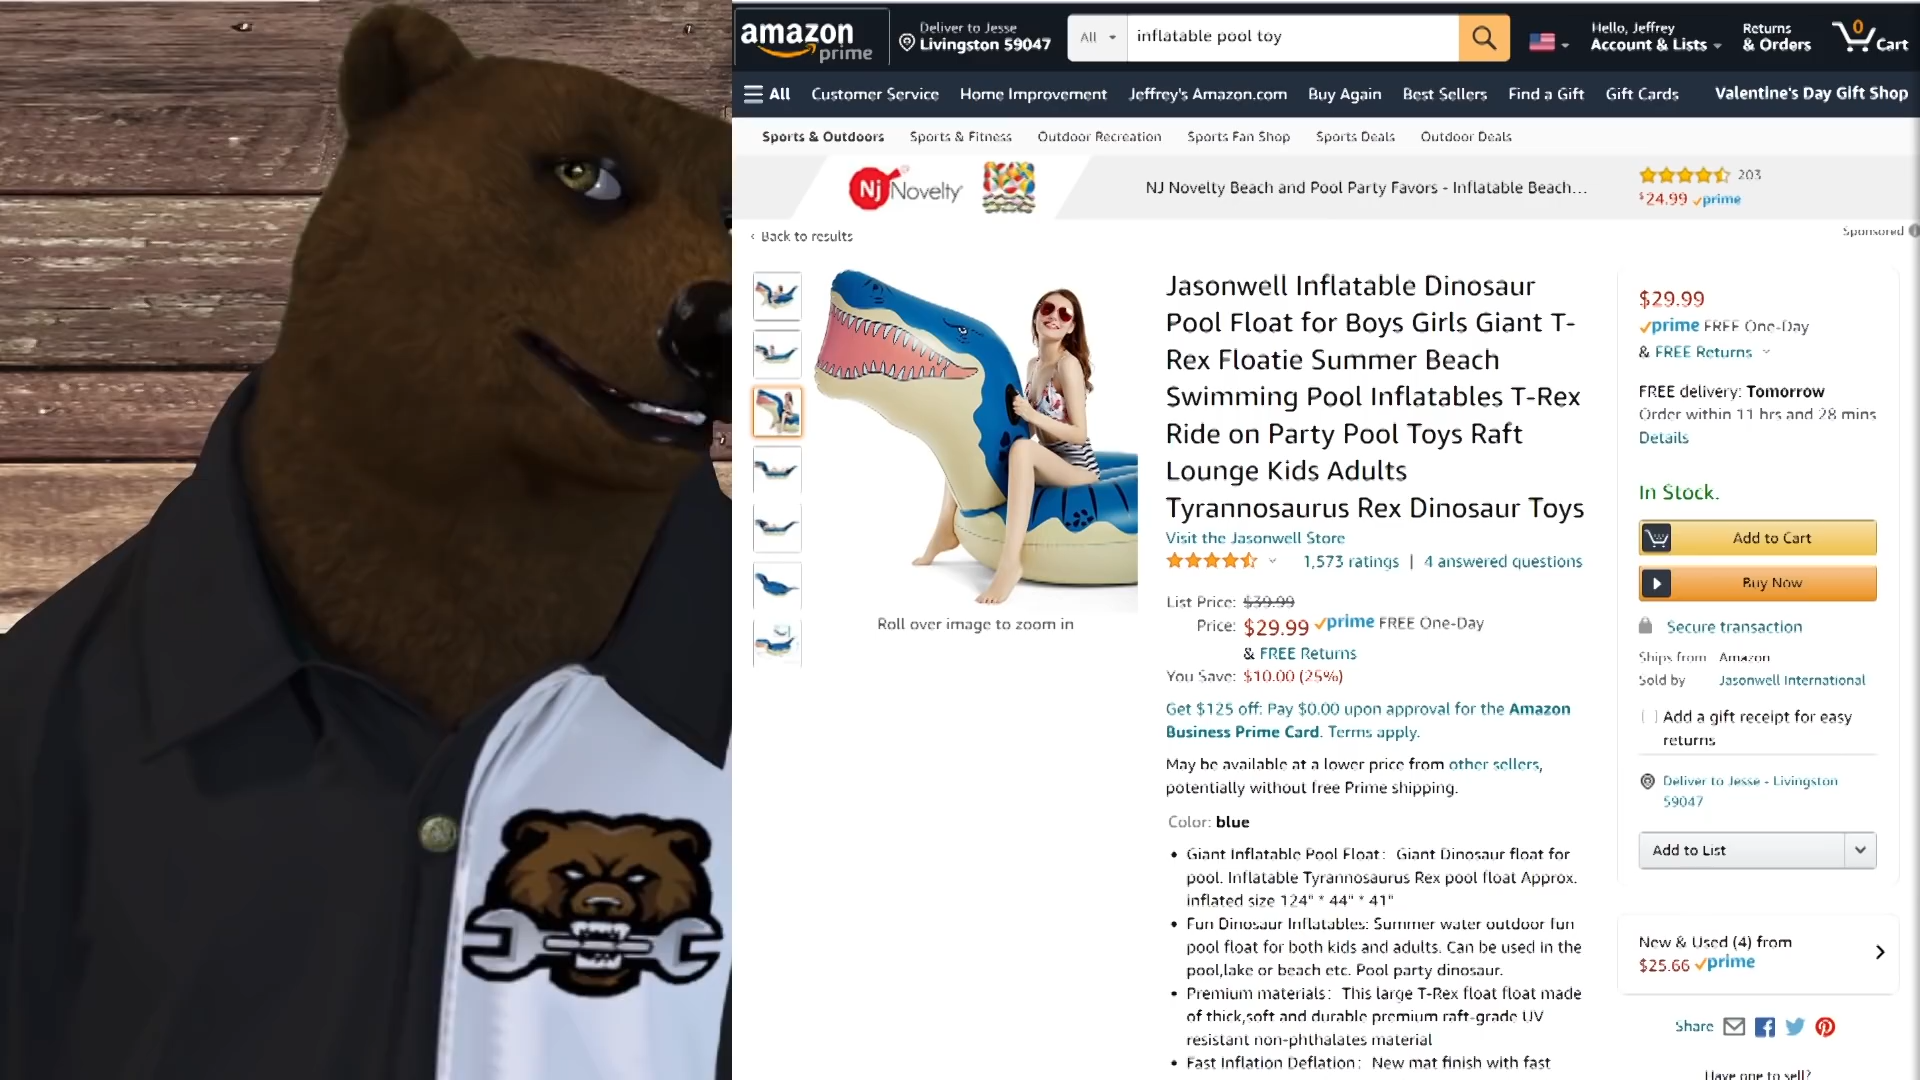 amazon
prime
Deliver to Jesse
Livingston 59047
All
inflatable pool toy
Hello, Jeffrey
Account & Lists
Returns
& Orders
0
Cart
All
Customer Service
Home Improvement
Jeffrey's Amazon.com
Buy Again
Best Sellers
Find a Gift
Gift Cards
Valentine's Day Gift Shop
Sports & Outdoors
Sports & Fitness
Outdoor Recreation
Sports Fan Shop
Sports Deals
Outdoor Deals
Nj Novelty
NJ Novelty Beach and Pool Party Favors - Inflatable Beach...
203
$24.99 prime
Sponsored
‹ Back to results
Roll over image to zoom in
Jasonwell Inflatable Dinosaur
Pool Float for Boys Girls Giant T-
Rex Floatie Summer Beach
Swimming Pool Inflatables T-Rex
Ride on Party Pool Toys Raft
Lounge Kids Adults
Tyrannosaurus Rex Dinosaur Toys
Visit the Jasonwell Store
1,573 ratings | 4 answered questions
List Price: $39.99
Price: $29.99 prime FREE One-Day
& FREE Returns
You Save: $10.00 (25%)
Get $125 off: Pay $0.00 upon approval for the Amazon
Business Prime Card. Terms apply.
May be available at a lower price from other sellers,
potentially without free Prime shipping.
Color: blue
• Giant Inflatable Pool Float: Giant Dinosaur float for
pool. Inflatable Tyrannosaurus Rex pool float Approx.
inflated size 124" * 44" * 41"
• Fun Dinosaur Inflatables: Summer water outdoor fun
pool float for both kids and adults. Can be used in the
pool,lake or beach etc. Pool party dinosaur.
• Premium materials: This large T-Rex float float made
of thick,soft and durable premium raft-grade UV
resistant non-phthalates material
• Fast Inflation Deflation: New mat finish with fast
$29.99
prime FREE One-Day
& FREE Returns
FREE delivery: Tomorrow
Order within 11 hrs and 28 mins
Details
In Stock.
Add to Cart
Buy Now
Secure transaction
Ships from Amazon
Sold by Jasonwell International
Add a gift receipt for easy
returns
Deliver to Jesse - Livingston
59047
Add to List
New & Used (4) from
$25.66 prime
Share
Have one to sell?